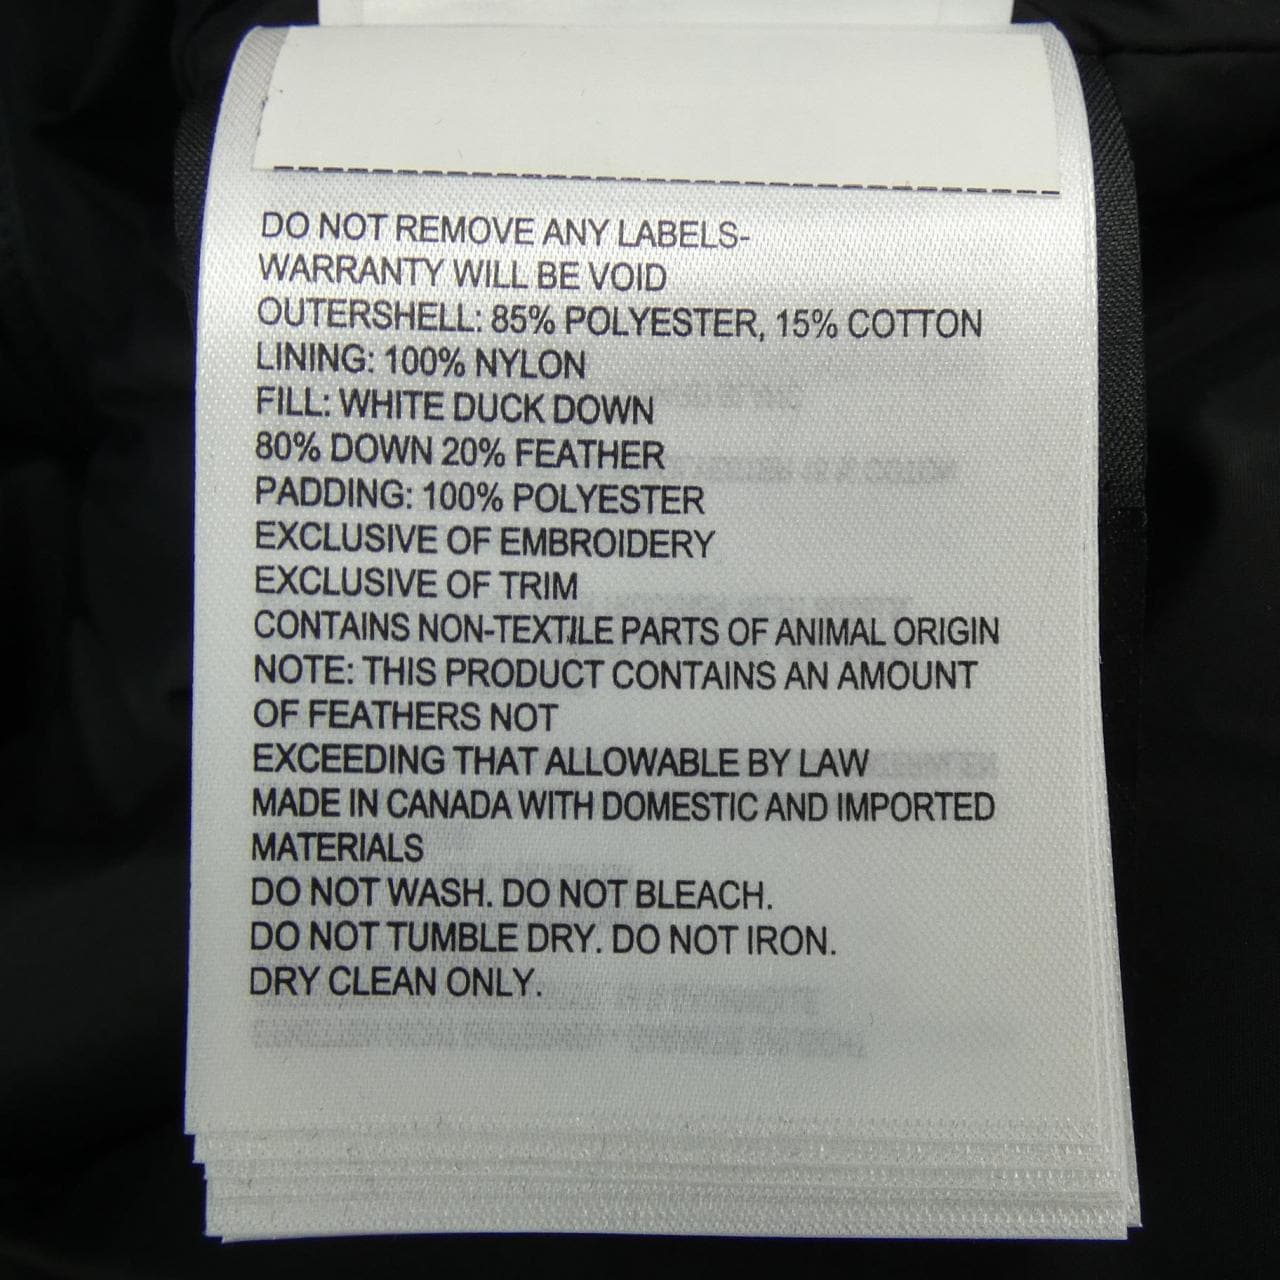 DO NOT REMOVE ANY LABELS-
WARRANTY WILL BE VOID
OUTERSHELL: 85% POLYESTER, 15% COTTON
LINING: 100% NYLON
FILL: WHITE DUCK DOWN
80% DOWN 20% FEATHER
PADDING: 100% POLYESTER
EXCLUSIVE OF EMBROIDERY
EXCLUSIVE OF TRIM
CONTAINS NON-TEXTILE PARTS OF ANIMAL ORIGIN
NOTE: THIS PRODUCT CONTAINS AN AMOUNT
OF FEATHERS NOT
EXCEEDING THAT ALLOWABLE BY LAW
MADE IN CANADA WITH DOMESTIC AND IMPORTED
MATERIALS
DO NOT WASH. DO NOT BLEACH.
DO NOT TUMBLE DRY. DO NOT IRON.
DRY CLEAN ONLY.